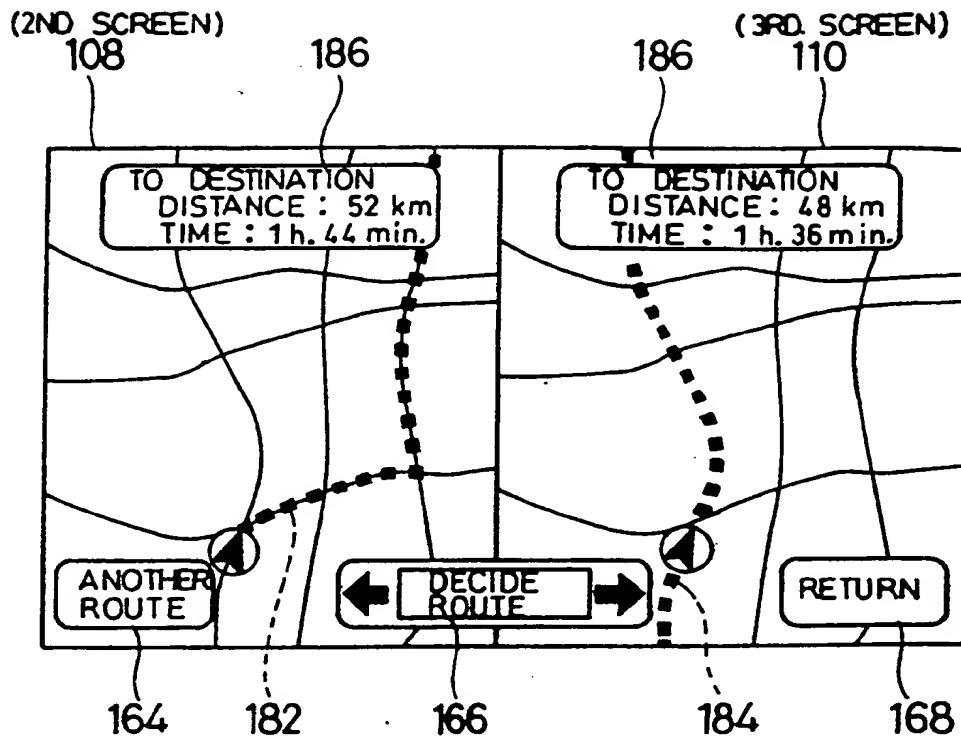 (2ND SCREEN)
(3RD. SCREEN)
108
186
186
110
TO DESTINATION
DISTANCE : 52 km
TIME : 1 h. 44 min.
TO DESTINATION
DISTANCE : 48 km
TIME : 1 h. 36 min.
ANOTHER
ROUTE
DECIDE
ROUTE
RETURN
164
182
166
184
168